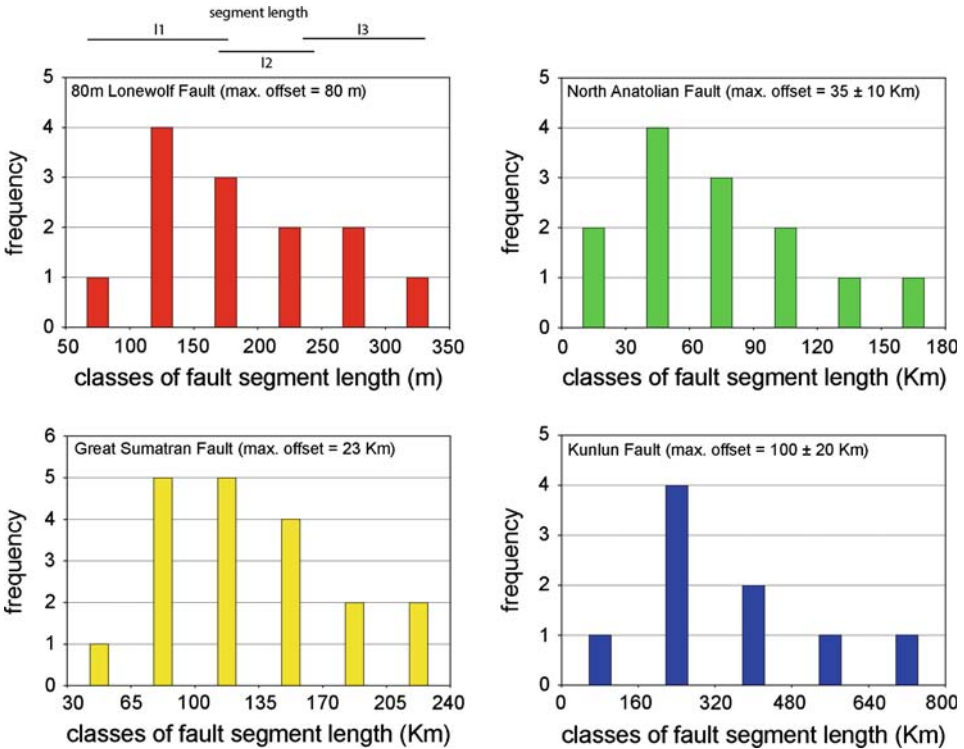 segment length
l1
l3
l2
80m Lonewolf Fault (max. offset = 80 m)
5
4
3
2
1
0
frequency
50 100 150 200 250 300 350
classes of fault segment length (m)
North Anatolian Fault (max. offset = 35 ± 10 Km)
5
4
3
2
1
0
frequency
0 30 60 90 120 150 180
classes of fault segment length (Km)
Great Sumatran Fault (max. offset = 23 Km)
6
5
4
3
2
1
0
frequency
30 65 100 135 170 205 240
classes of fault segment length (Km)
Kunlun Fault (max. offset = 100 ± 20 Km)
5
4
3
2
1
0
frequency
0 160 320 480 640 800
classes of fault segment length (Km)